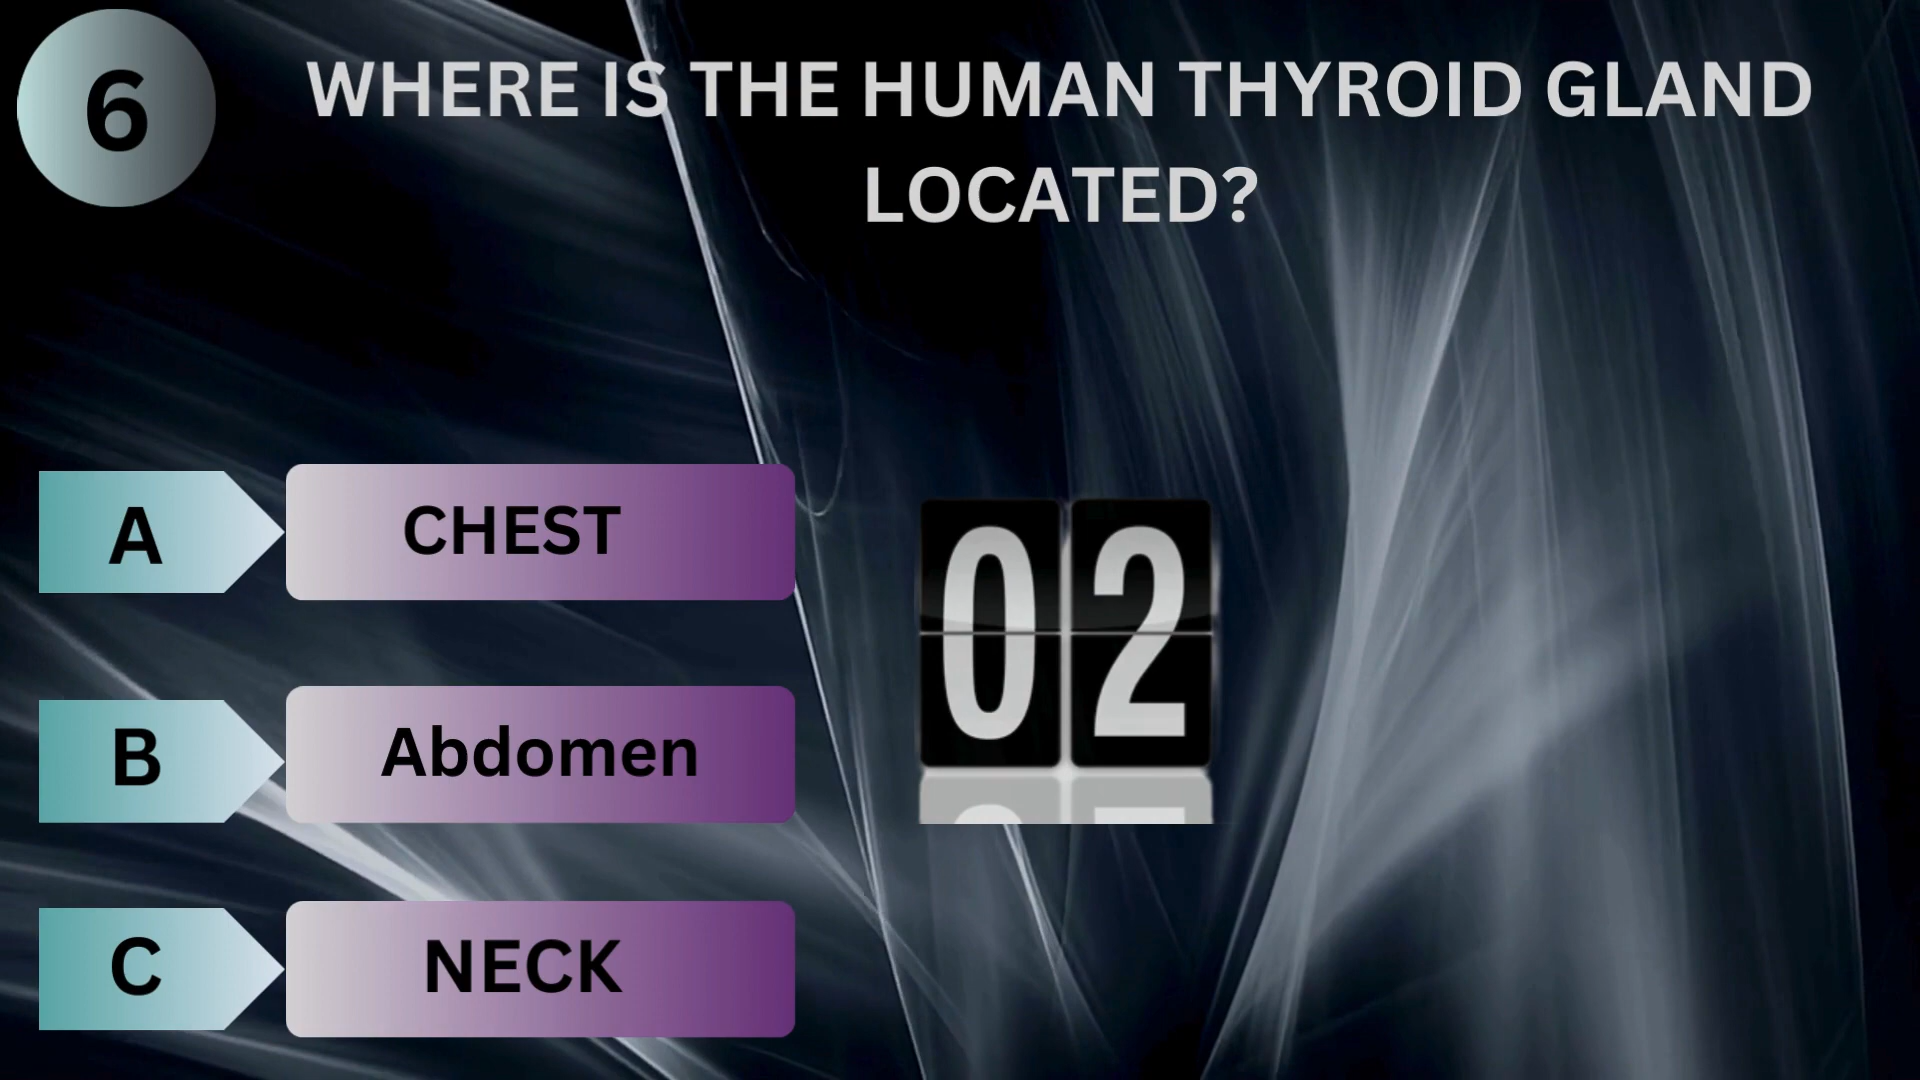 6
WHERE IS THE HUMAN THYROID GLAND
LOCATED?
A
CHEST
02
B
Abdomen
C
NECK